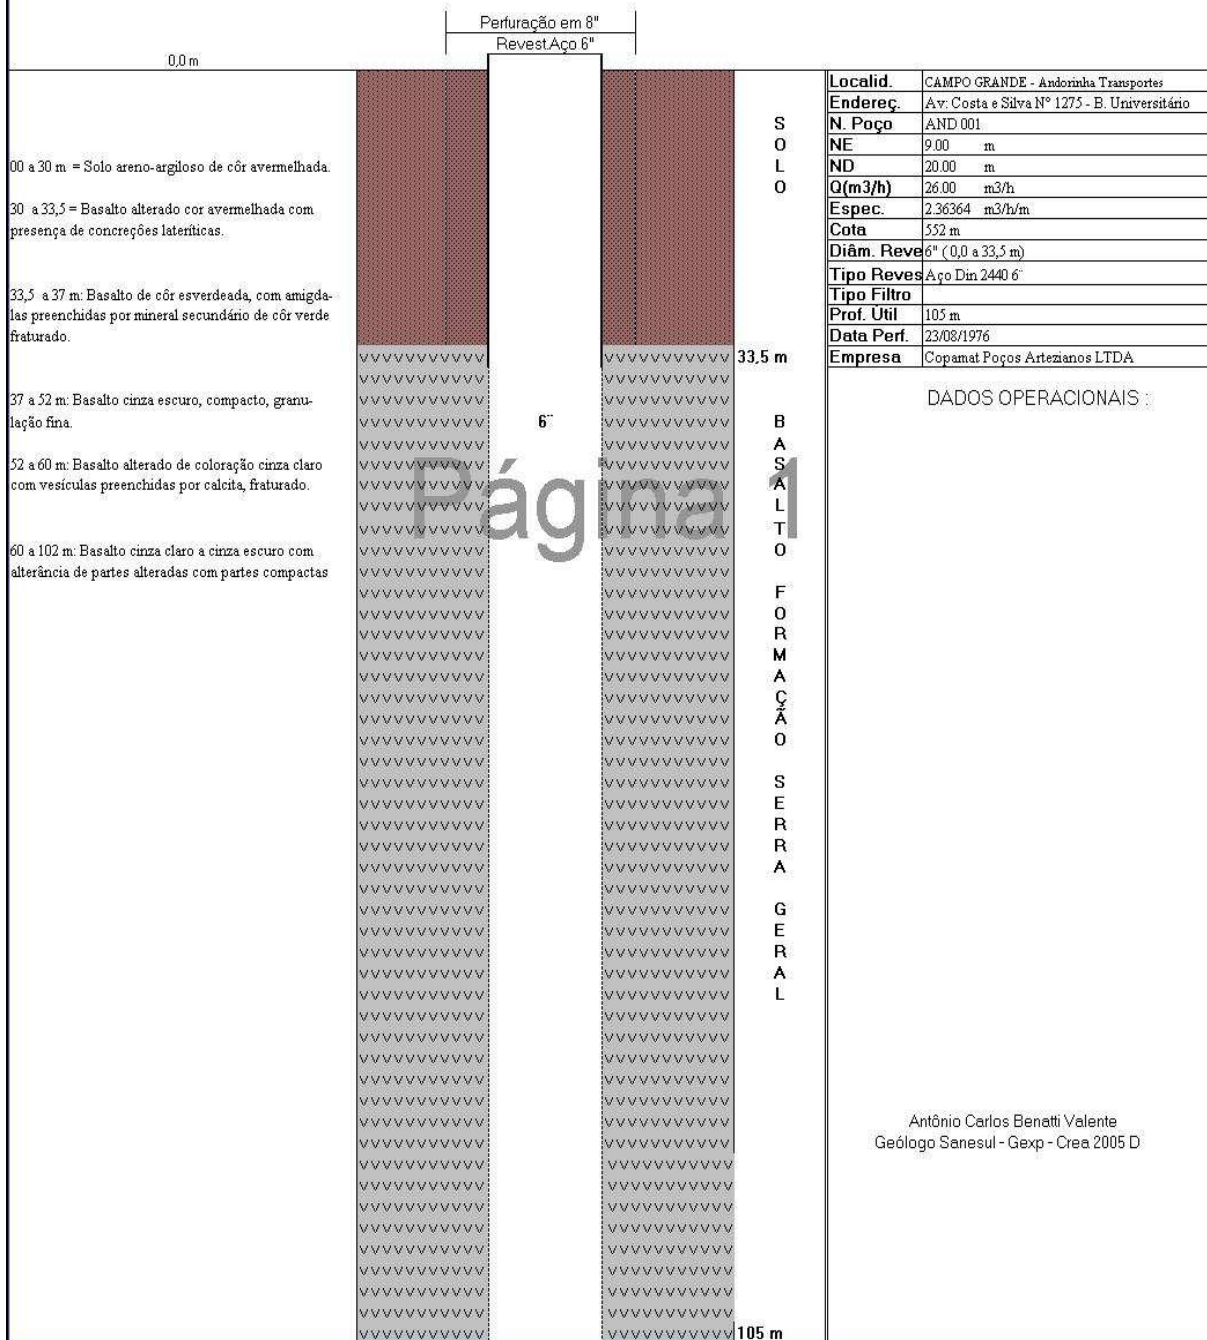 Perfuração em 8"
Revest.Aço 6"
0,0 m
00 a 30 m = Solo areno-argiloso de côr avermelhada.
30 a 33,5 = Basalto alterado cor avermelhada com
presença de concreções lateríticas.
33,5 a 37 m: Basalto de côr esverdeada, com amigda-
las preenchidas por mineral secundário de côr verde
fraturado.
37 a 52 m: Basalto cinza escuro, compacto, granu-
lação fina.
52 a 60 m: Basalto alterado de coloração cinza claro
com vesículas preenchidas por calcita, fraturado.
60 a 102 m: Basalto cinza claro a cinza escuro com
alterância de partes alteradas com partes compactas
6"
Página 1
SOLO
33,5 m
BASALTO FORMAÇÃO SERRA GERAL
105 m
Localid. CAMPO GRANDE - Andorinha Transportes
Endereç. Av: Costa e Silva Nº 1275 - B. Universitário
N. Poço AND 001
NE 9.00 m
ND 20.00 m
Q(m3/h) 26.00 m3/h
Espec. 2.36364 m3/h/m
Cota 552 m
Diâm. Reve 6" ( 0,0 a 33,5 m)
Tipo Reves Aço Din 2440 6"
Tipo Filtro
Prof. Útil 105 m
Data Perf. 23/08/1976
Empresa Copamat Poços Artezianos LTDA
DADOS OPERACIONAIS :
Antônio Carlos Benatti Valente
Geólogo Sanesul - Gexp - Crea 2005 D